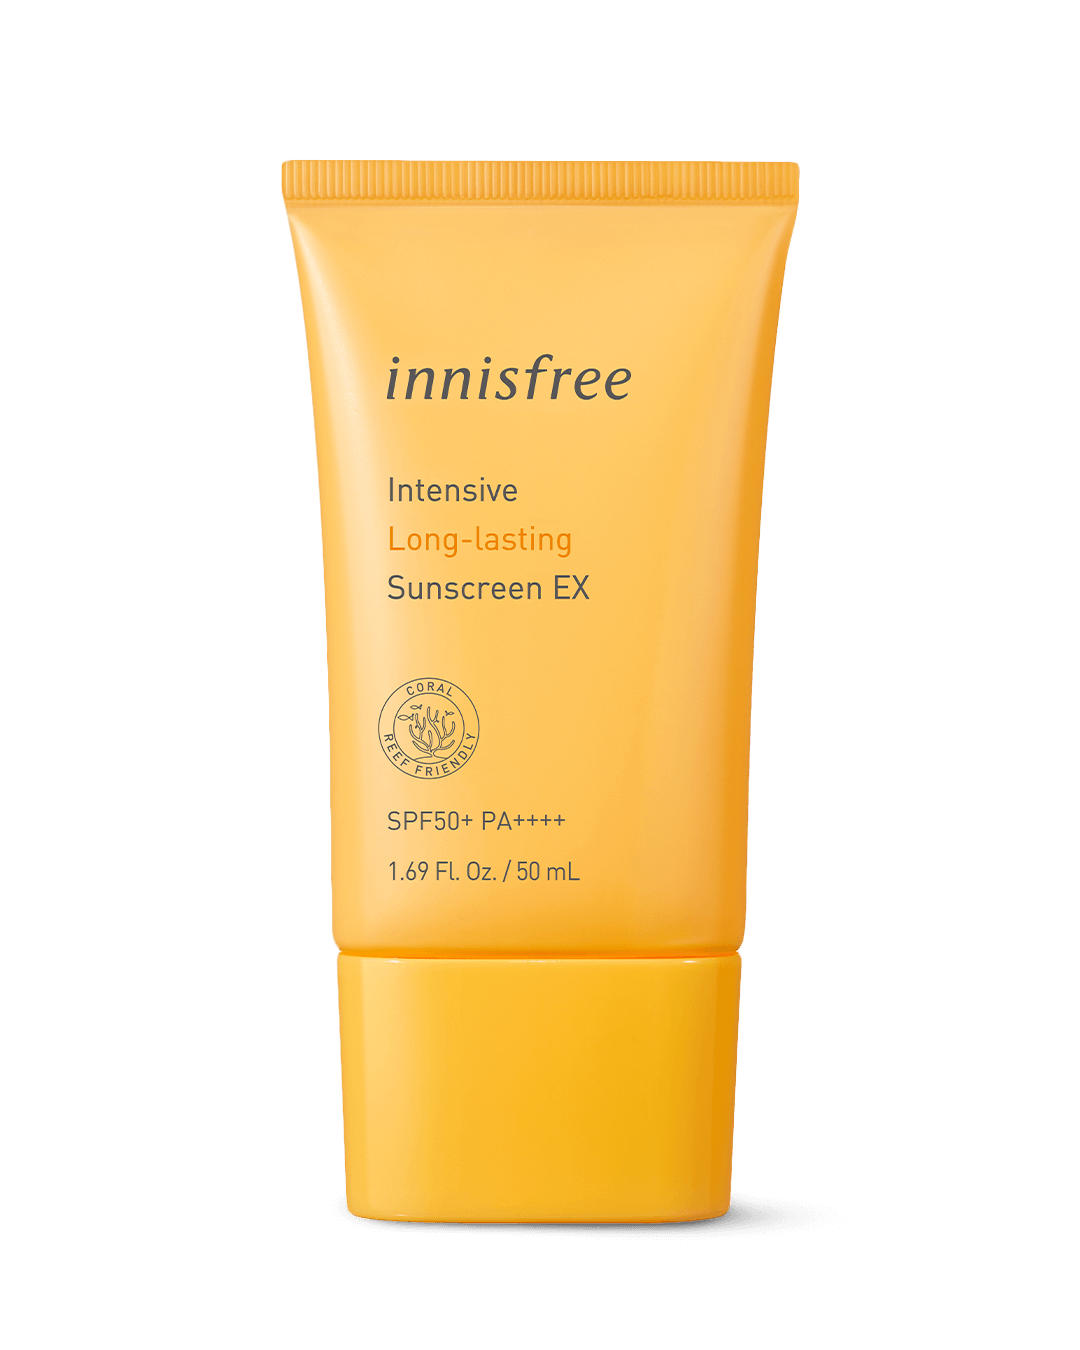 innisfree
Intensive
Long-lasting
Sunscreen EX
CORAL
REEF FRIENDLY
SPF50+ PA++++
1.69 Fl. Oz. / 50 mL